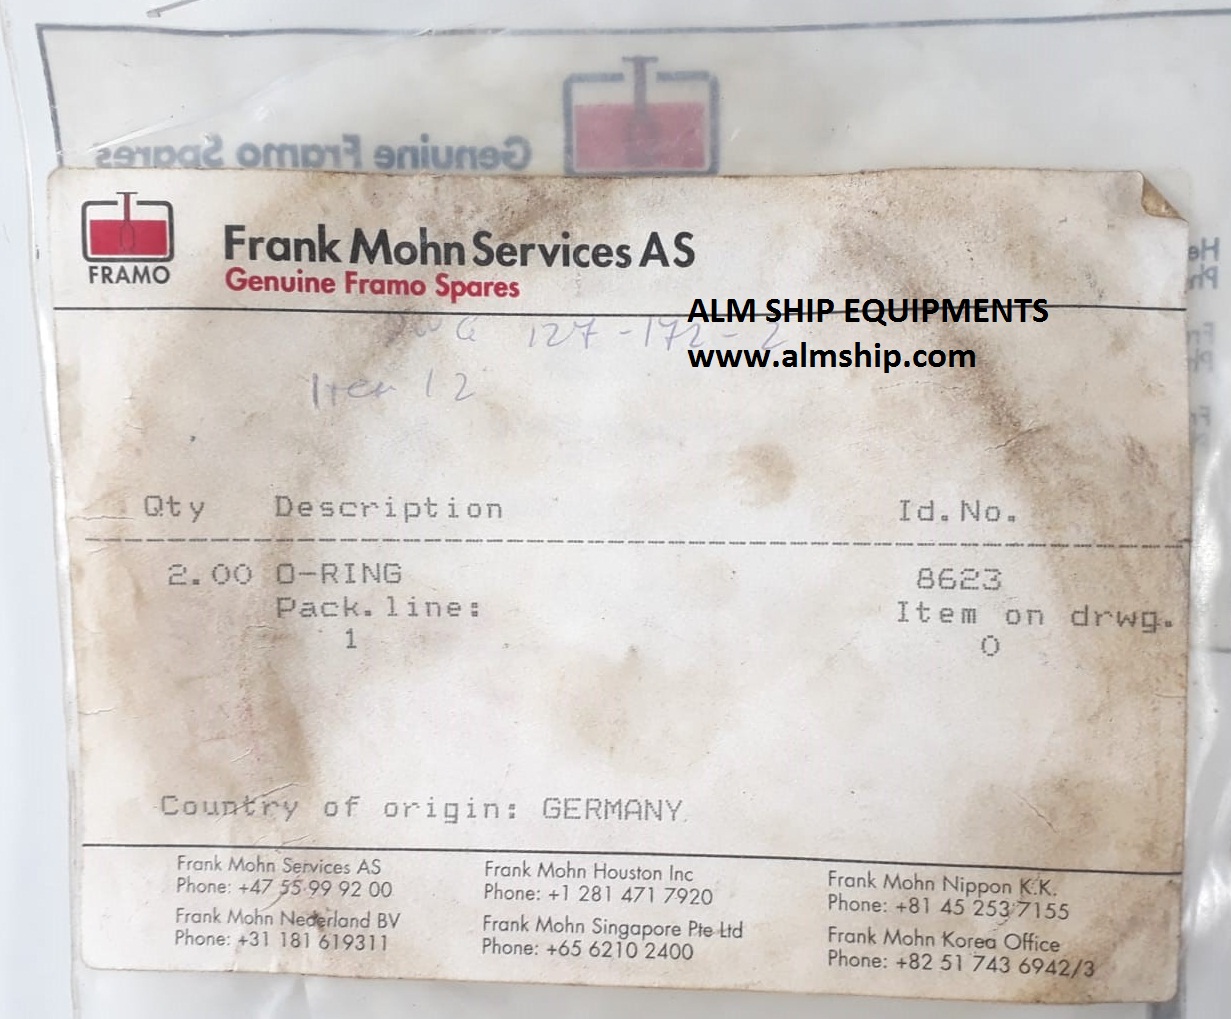 Genuine Framo Spares
FRAMO
Frank Mohn Services AS
Genuine Framo Spares
ALM SHIP EQUIPMENTS
www.almship.com
127-172-2
Item 12
Qty Description Id.No.
2.00 O-RING 8623
Pack.line: Item on drwg.
1 0
Country of origin: GERMANY
Frank Mohn Services AS
Phone: +47 55 99 92 00
Frank Mohn Nederland BV
Phone: +31 181 619311
Frank Mohn Houston Inc
Phone: +1 281 471 7920
Frank Mohn Singapore Pte Ltd
Phone: +65 6210 2400
Frank Mohn Nippon K.K.
Phone: +81 45 253 7155
Frank Mohn Korea Office
Phone: +82 51 743 6942/3